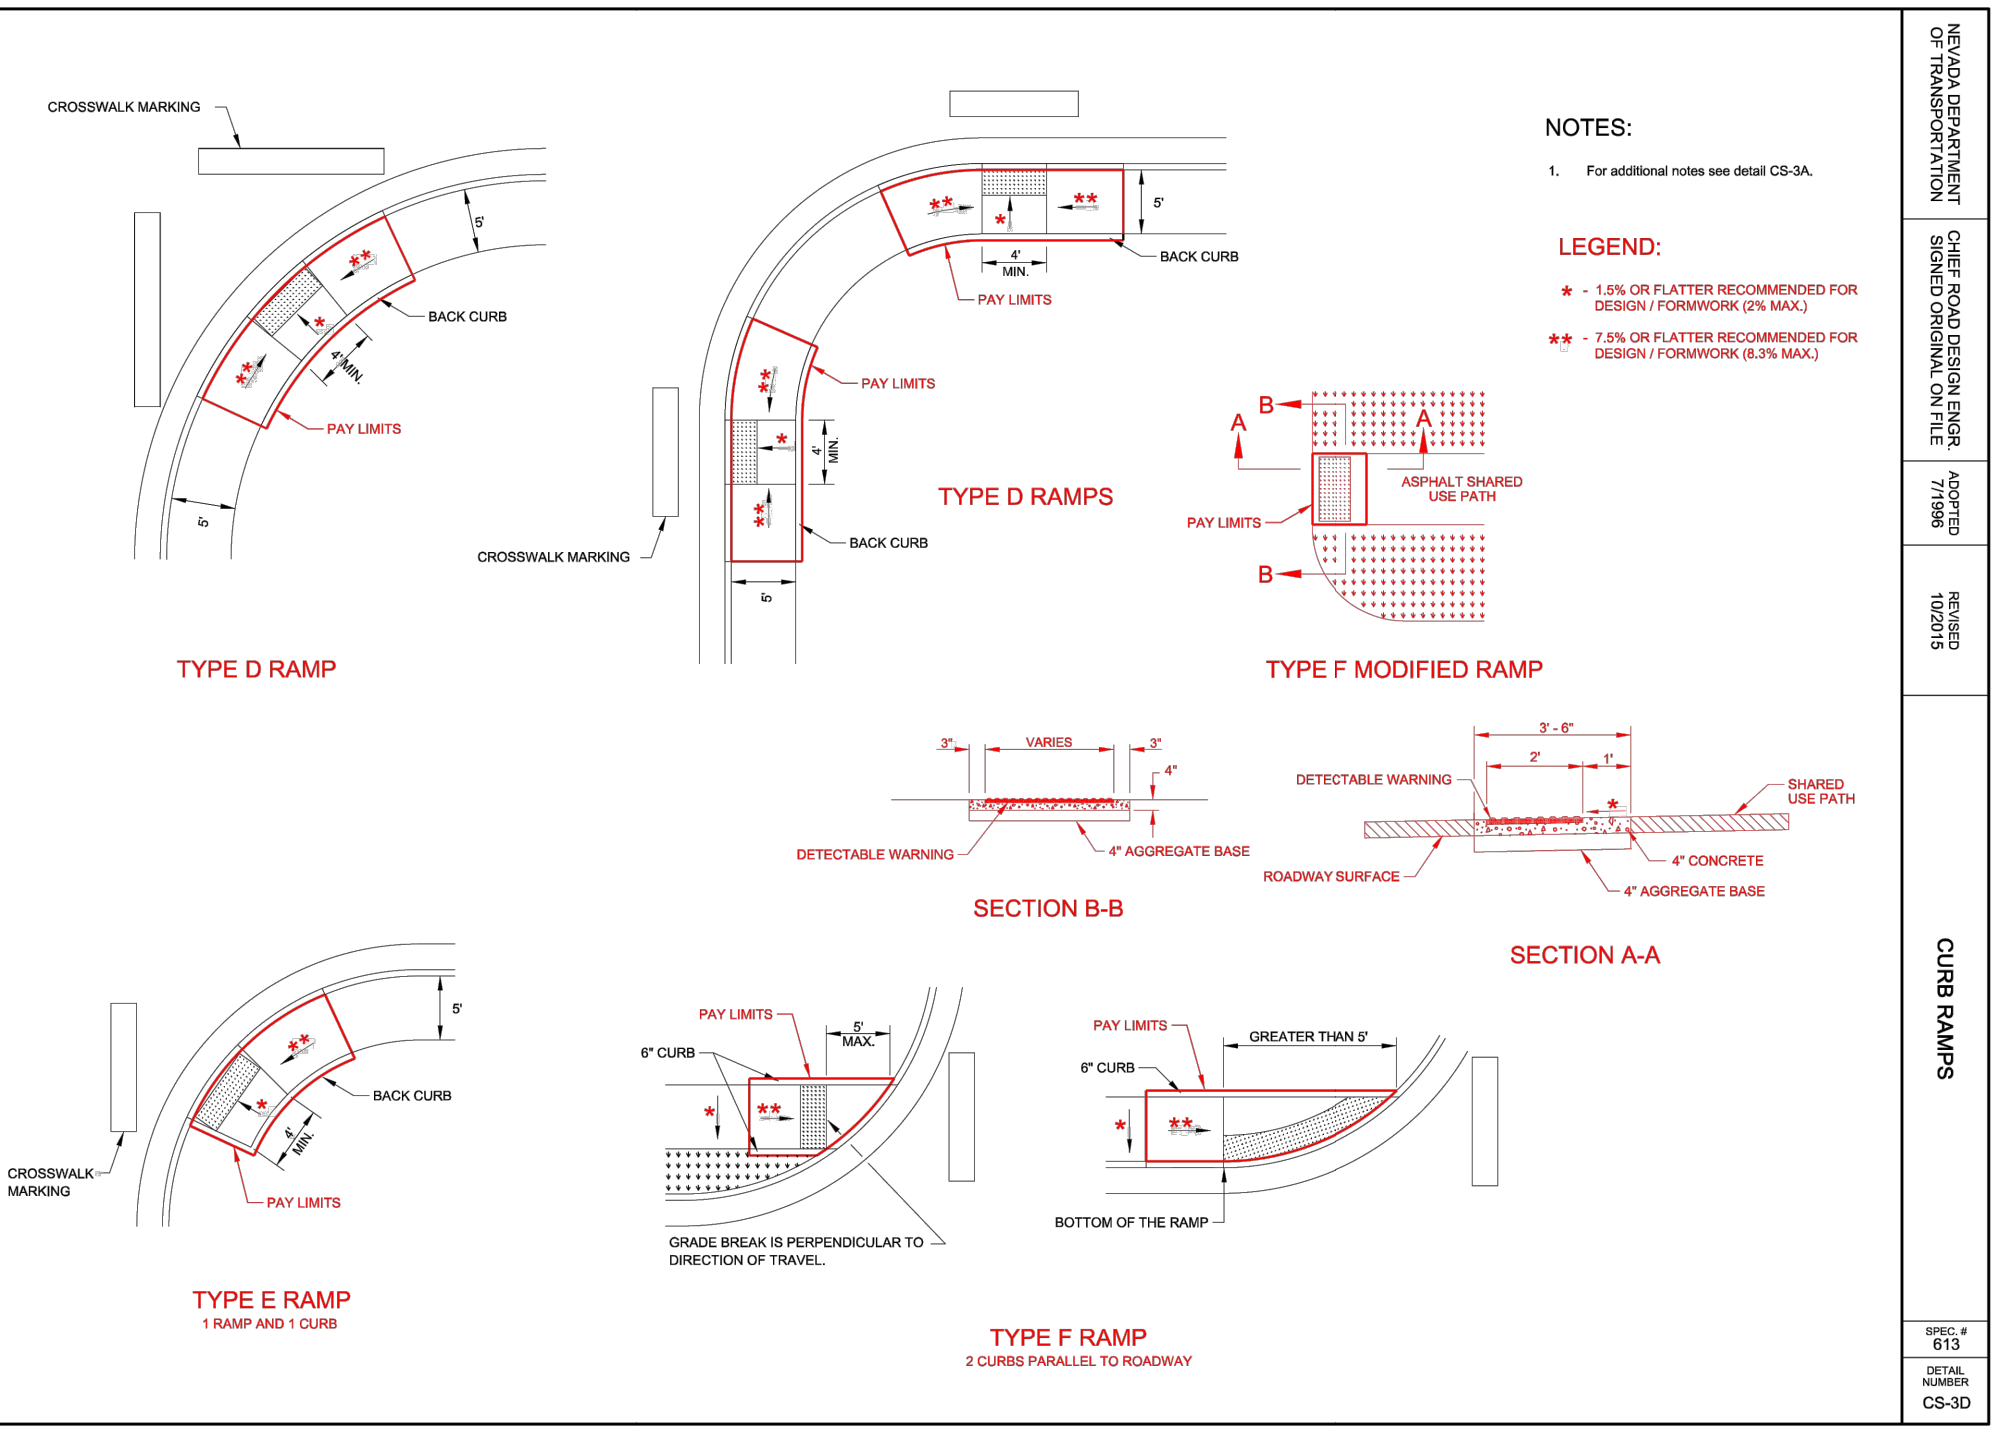 CROSSWALK MARKING
5'
**
*
**
4' MIN.
BACK CURB
PAY LIMITS
5'
TYPE D RAMP
**
*
**
5'
4'
MIN.
BACK CURB
PAY LIMITS
**
PAY LIMITS
*
4'
MIN.
**
BACK CURB
CROSSWALK MARKING
5'
TYPE D RAMPS
NOTES:
1. For additional notes see detail CS-3A.
LEGEND:
* - 1.5% OR FLATTER RECOMMENDED FOR
DESIGN / FORMWORK (2% MAX.)
** - 7.5% OR FLATTER RECOMMENDED FOR
DESIGN / FORMWORK (8.3% MAX.)
B
A
A
ASPHALT SHARED
USE PATH
PAY LIMITS
B
TYPE F MODIFIED RAMP
3"
VARIES
3"
4"
DETECTABLE WARNING
4" AGGREGATE BASE
SECTION B-B
3' - 6"
2'
1'
DETECTABLE WARNING
SHARED
USE PATH
*
4" CONCRETE
ROADWAY SURFACE
4" AGGREGATE BASE
SECTION A-A
5'
**
*
BACK CURB
4'
MIN.
CROSSWALK
MARKING
PAY LIMITS
TYPE E RAMP
1 RAMP AND 1 CURB
PAY LIMITS
5'
MAX.
6" CURB
*
**
GRADE BREAK IS PERPENDICULAR TO
DIRECTION OF TRAVEL.
PAY LIMITS
GREATER THAN 5'
6" CURB
*
**
BOTTOM OF THE RAMP
TYPE F RAMP
2 CURBS PARALLEL TO ROADWAY
NEVADA DEPARTMENT
OF TRANSPORTATION
CHIEF ROAD DESIGN ENGR.
SIGNED ORIGINAL ON FILE
ADOPTED
7/1996
REVISED
10/2015
CURB RAMPS
SPEC. #
613
DETAIL
NUMBER
CS-3D